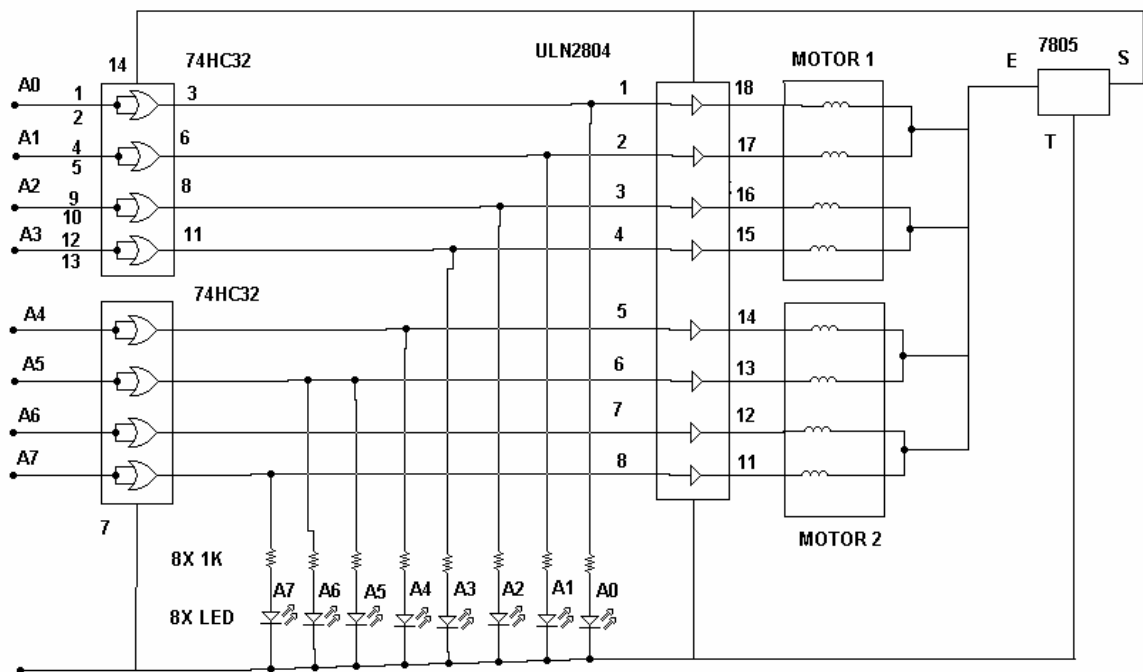 14
74HC32
ULN2804
MOTOR 1
E
7805
S
T
A0
1
2
3
1
18
A1
4
5
6
2
17
A2
9
10
8
3
16
A3
12
13
11
4
15
74HC32
A4
5
14
A5
6
13
A6
7
12
A7
8
11
7
MOTOR 2
8X 1K
8X LED
A7
A6
A5
A4
A3
A2
A1
A0